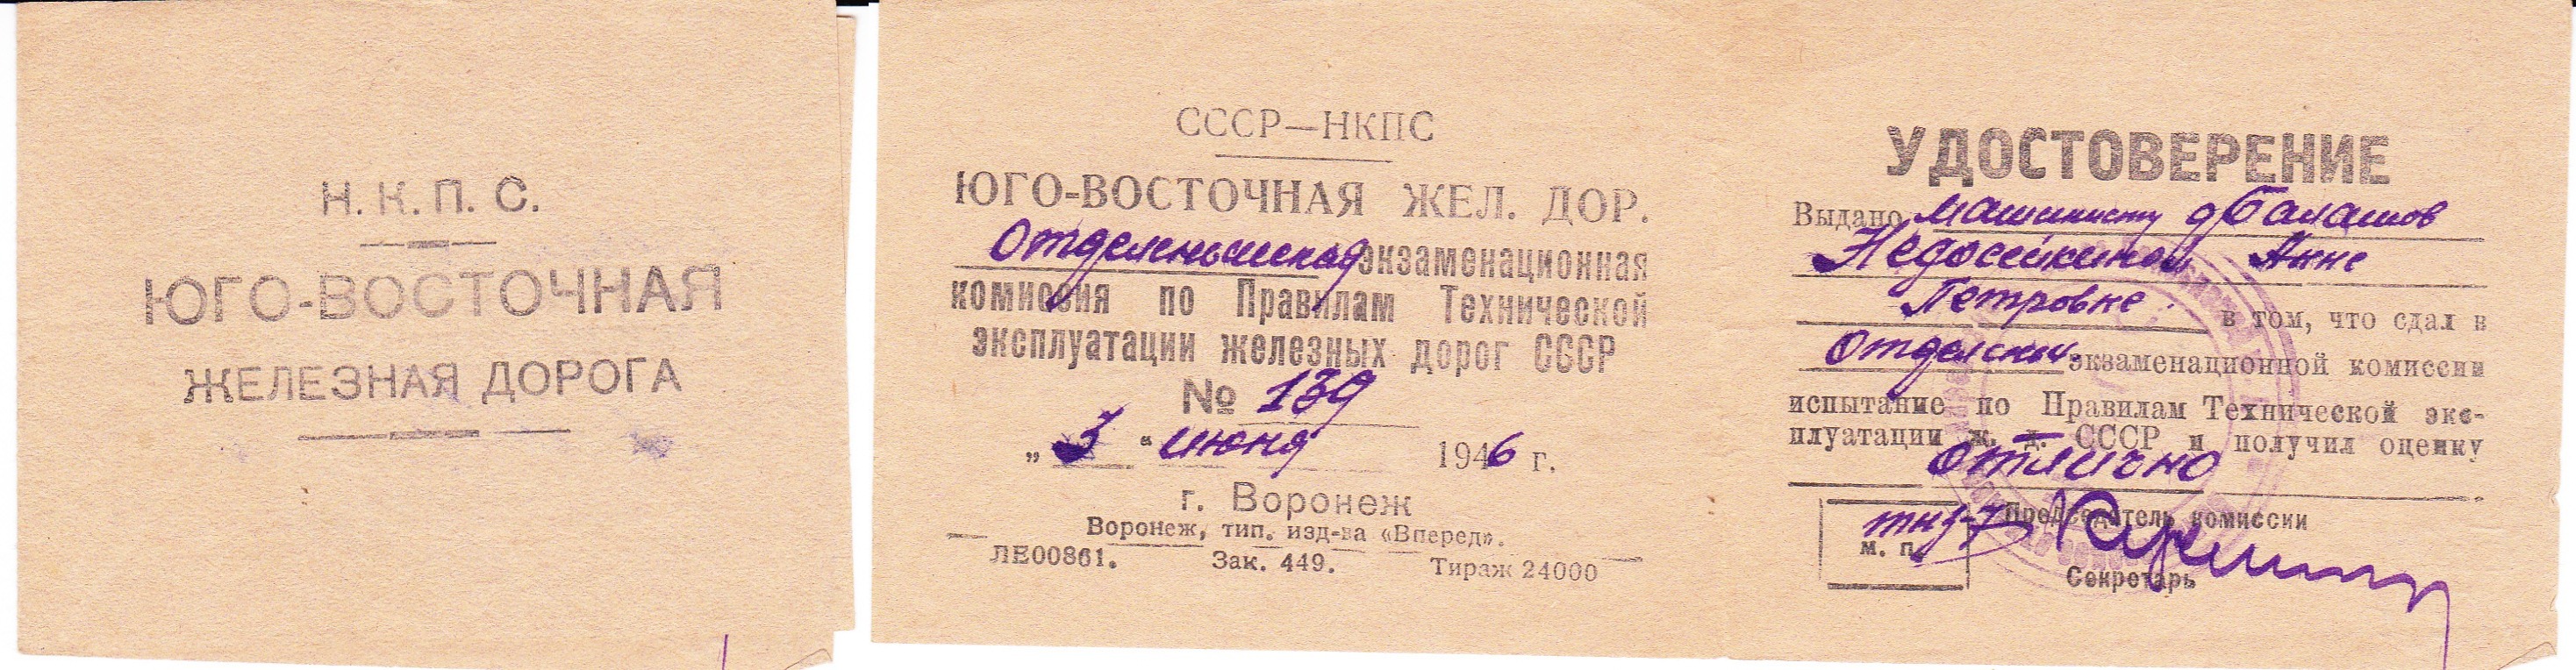 Н. К. П. С.
ЮГО-ВОСТОЧНАЯ
ЖЕЛЕЗНАЯ ДОРОГА
СССР—НКПС
ЮГО-ВОСТОЧНАЯ ЖЕЛ. ДОР.
Отделенческая экзаменационная
комиссия по Правилам Технической
эксплуатации железных дорог СССР
№ 139
„3“ июня 1946 г.
г. Воронеж
Воронеж, тип. изд-ва «Вперед».
ЛЕ00861. Зак. 449. Тираж 24000
УДОСТОВЕРЕНИЕ
Выдано машинисту д Балашов
Недосейкиной Анне
Петровне в том, что сдал в
Отделенч. экзаменационной комиссии
испытание по Правилам Технической экс-
плуатации ж. д. СССР и получил оценку
отлично
Председатель комиссии
м. п.
Секретарь